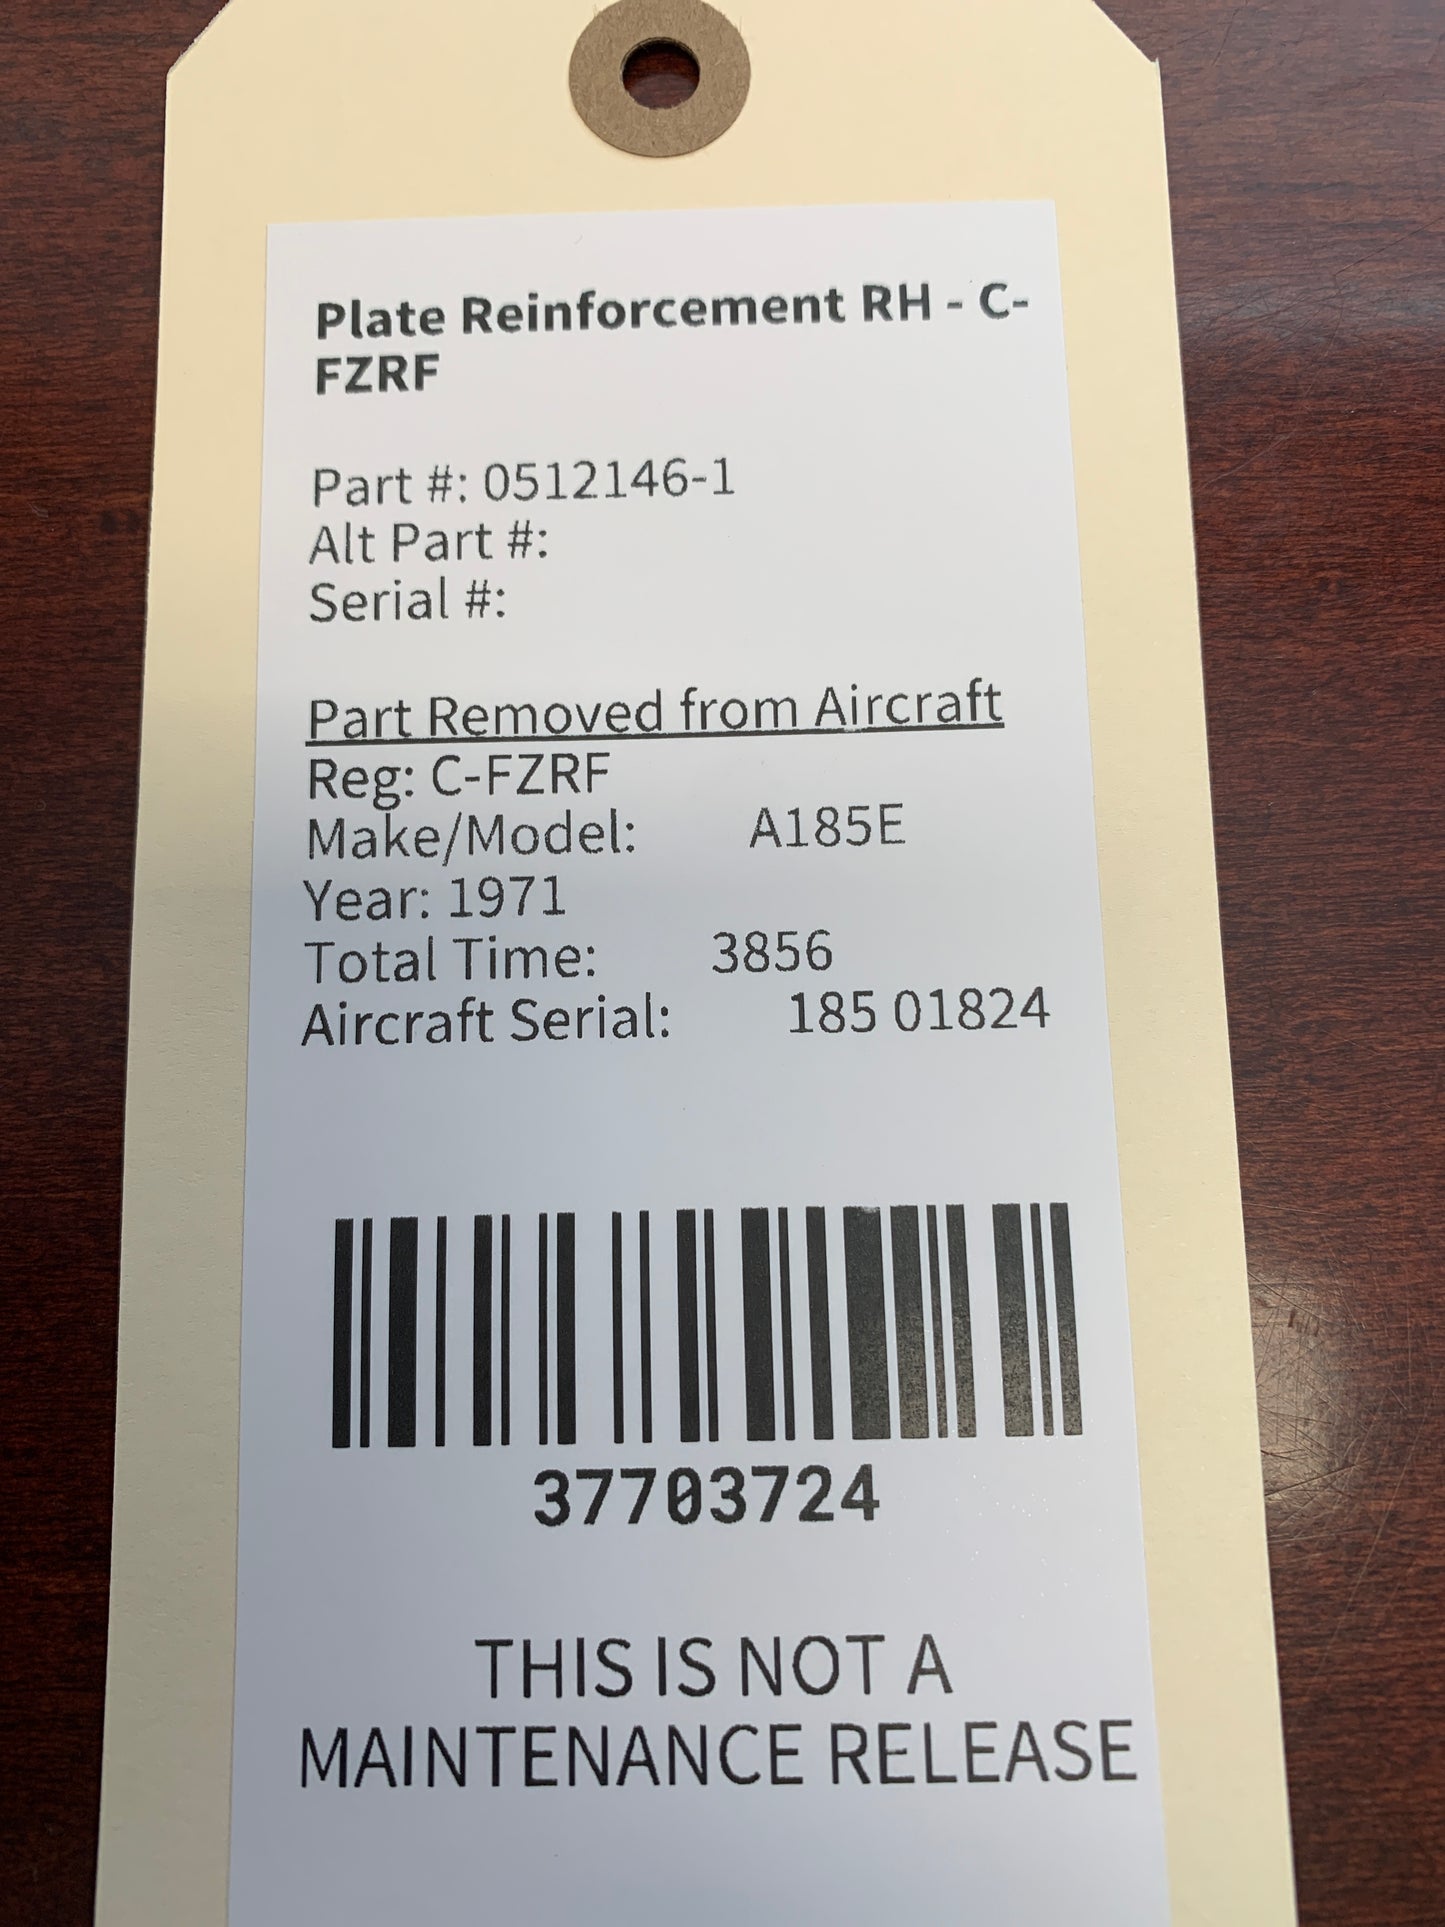 Plate Reinforcement RH - C-
FZRF
Part #: 0512146-1
Alt Part #:
Serial #:
Part Removed from Aircraft
Reg: C-FZRF
Make/Model: A185E
Year: 1971
Total Time: 3856
Aircraft Serial: 185 01824
37703724
THIS IS NOT A
MAINTENANCE RELEASE